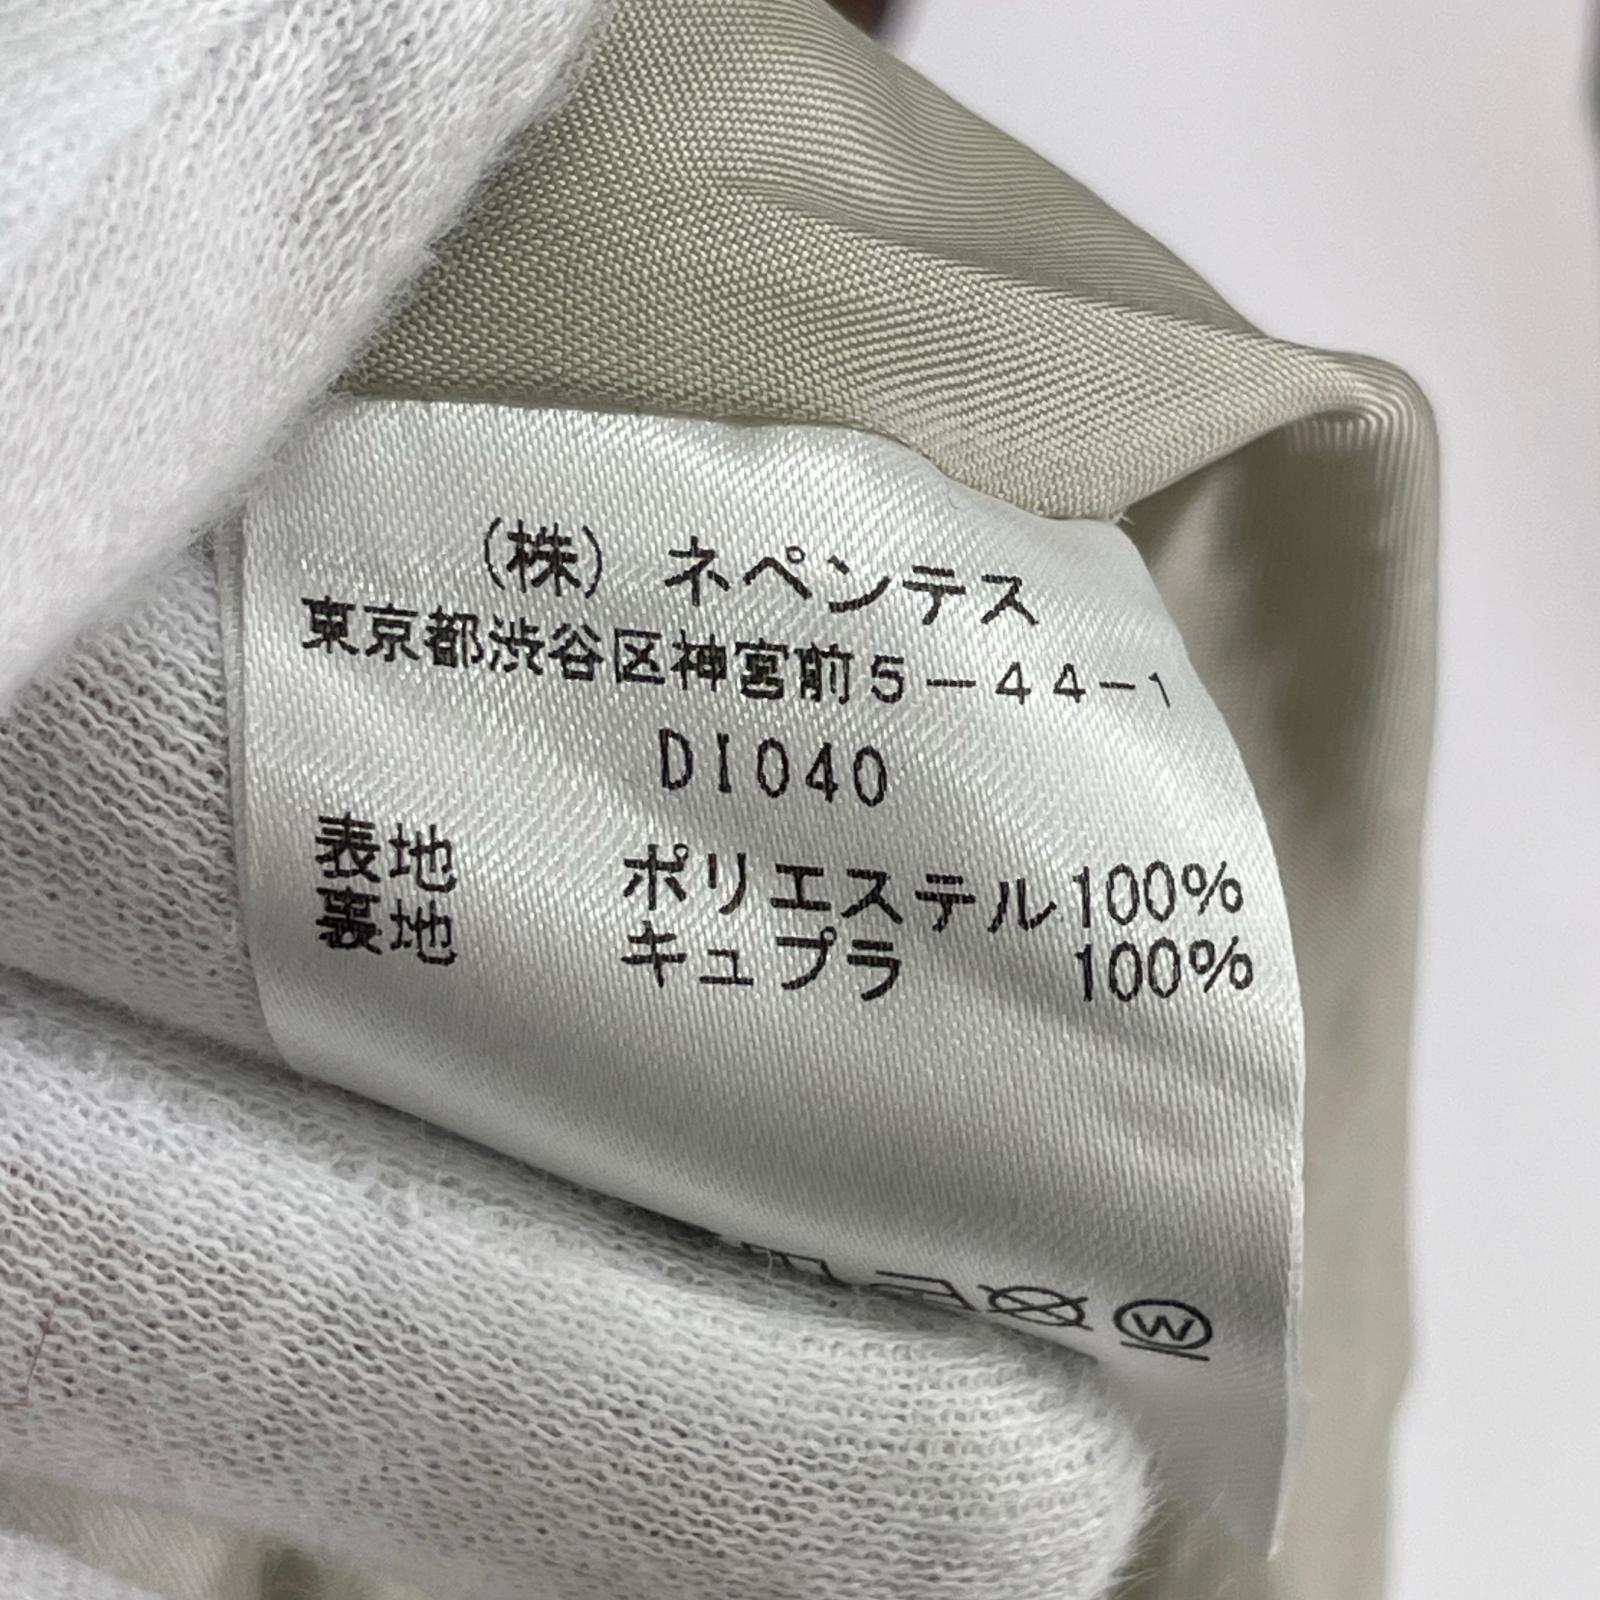 (株) ネペンテス
東京都渋谷区神宮前5-44-1
DI040
表地 ポリエステル100%
裏地 キュプラ 100%
W